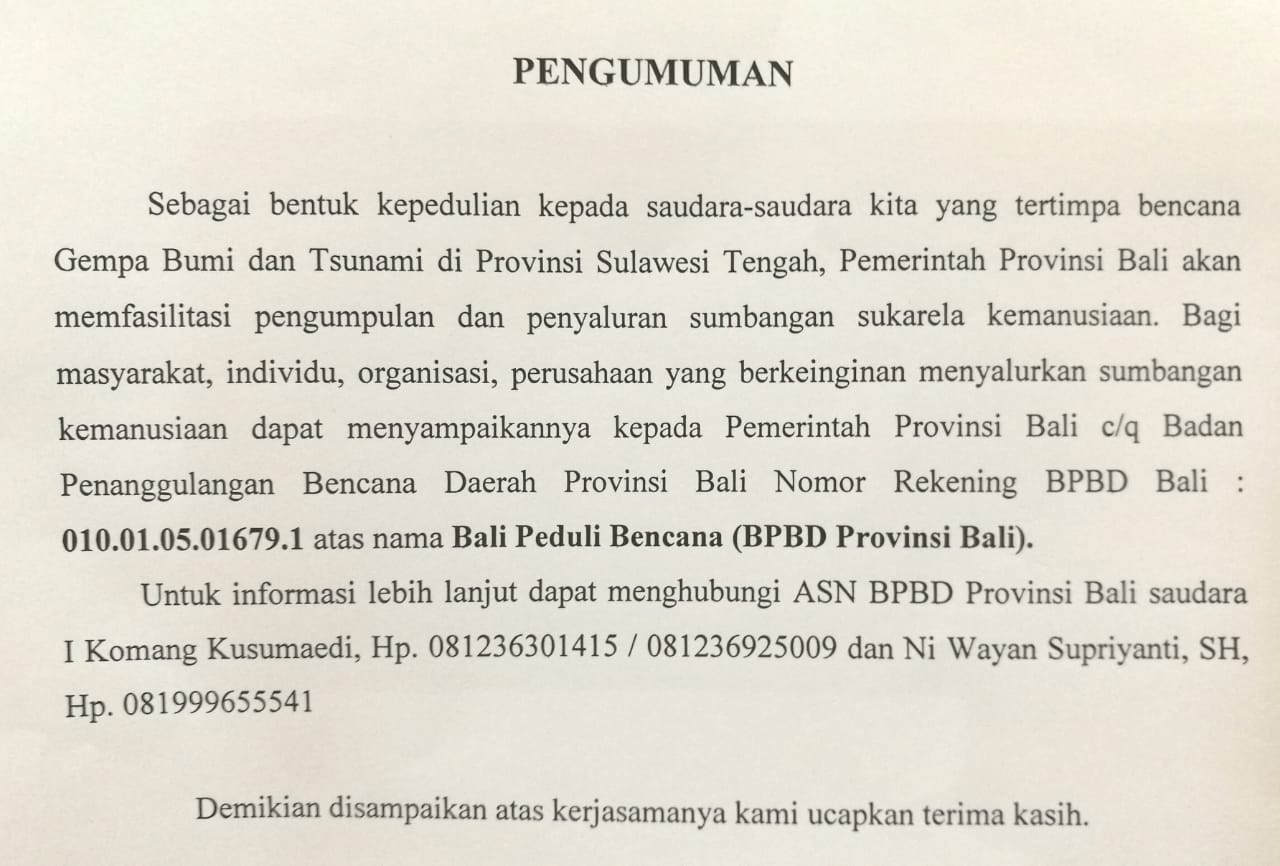 PENGUMUMAN
Sebagai bentuk kepedulian kepada saudara-saudara kita yang tertimpa bencana
Gempa Bumi dan Tsunami di Provinsi Sulawesi Tengah, Pemerintah Provinsi Bali akan
memfasilitasi pengumpulan dan penyaluran sumbangan sukarela kemanusiaan. Bagi
masyarakat, individu, organisasi, perusahaan yang berkeinginan menyalurkan sumbangan
kemanusiaan dapat menyampaikannya kepada Pemerintah Provinsi Bali c/q Badan
Penanggulangan Bencana Daerah Provinsi Bali Nomor Rekening BPBD Bali :
010.01.05.01679.1 atas nama Bali Peduli Bencana (BPBD Provinsi Bali).
Untuk informasi lebih lanjut dapat menghubungi ASN BPBD Provinsi Bali saudara
I Komang Kusumaedi, Hp. 081236301415 / 081236925009 dan Ni Wayan Supriyanti, SH,
Hp. 081999655541
Demikian disampaikan atas kerjasamanya kami ucapkan terima kasih.